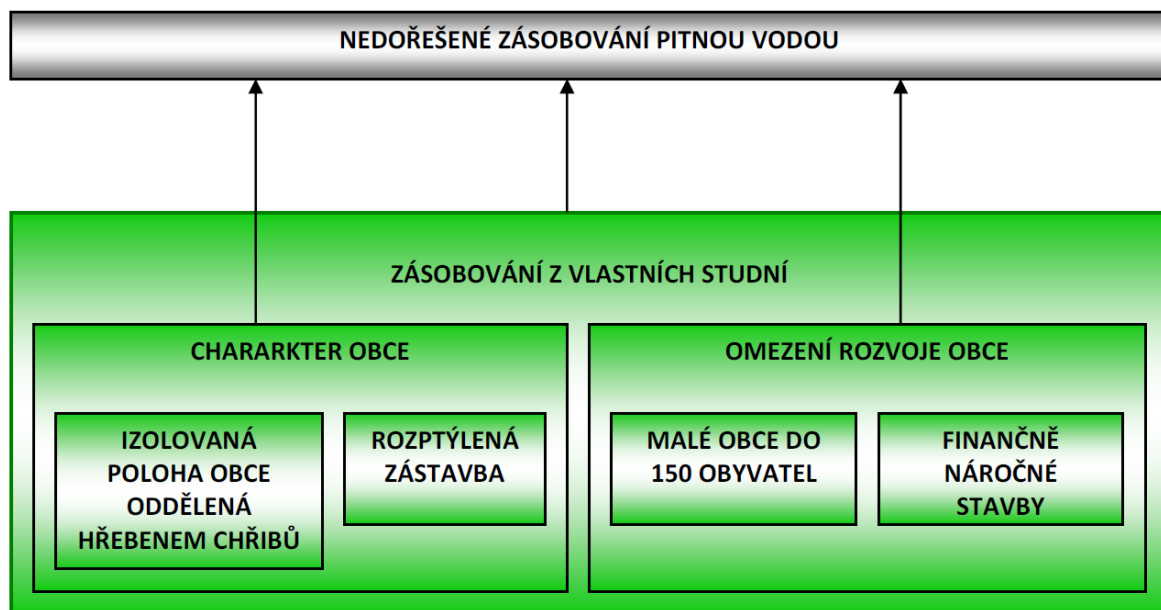 NEDOŘEŠENÉ ZÁSOBOVÁNÍ PITNOU VODOU
ZÁSOBOVÁNÍ Z VLASTNÍCH STUDNÍ
CHARARKTER OBCE
IZOLOVANÁ
POLOHA OBCE
ODDĚLENÁ
HŘEBENEM CHŘIBŮ
ROZPTÝLENÁ
ZÁSTAVBA
OMEZENÍ ROZVOJE OBCE
MALÉ OBCE DO
150 OBYVATEL
FINANČNĚ
NÁROČNÉ
STAVBY